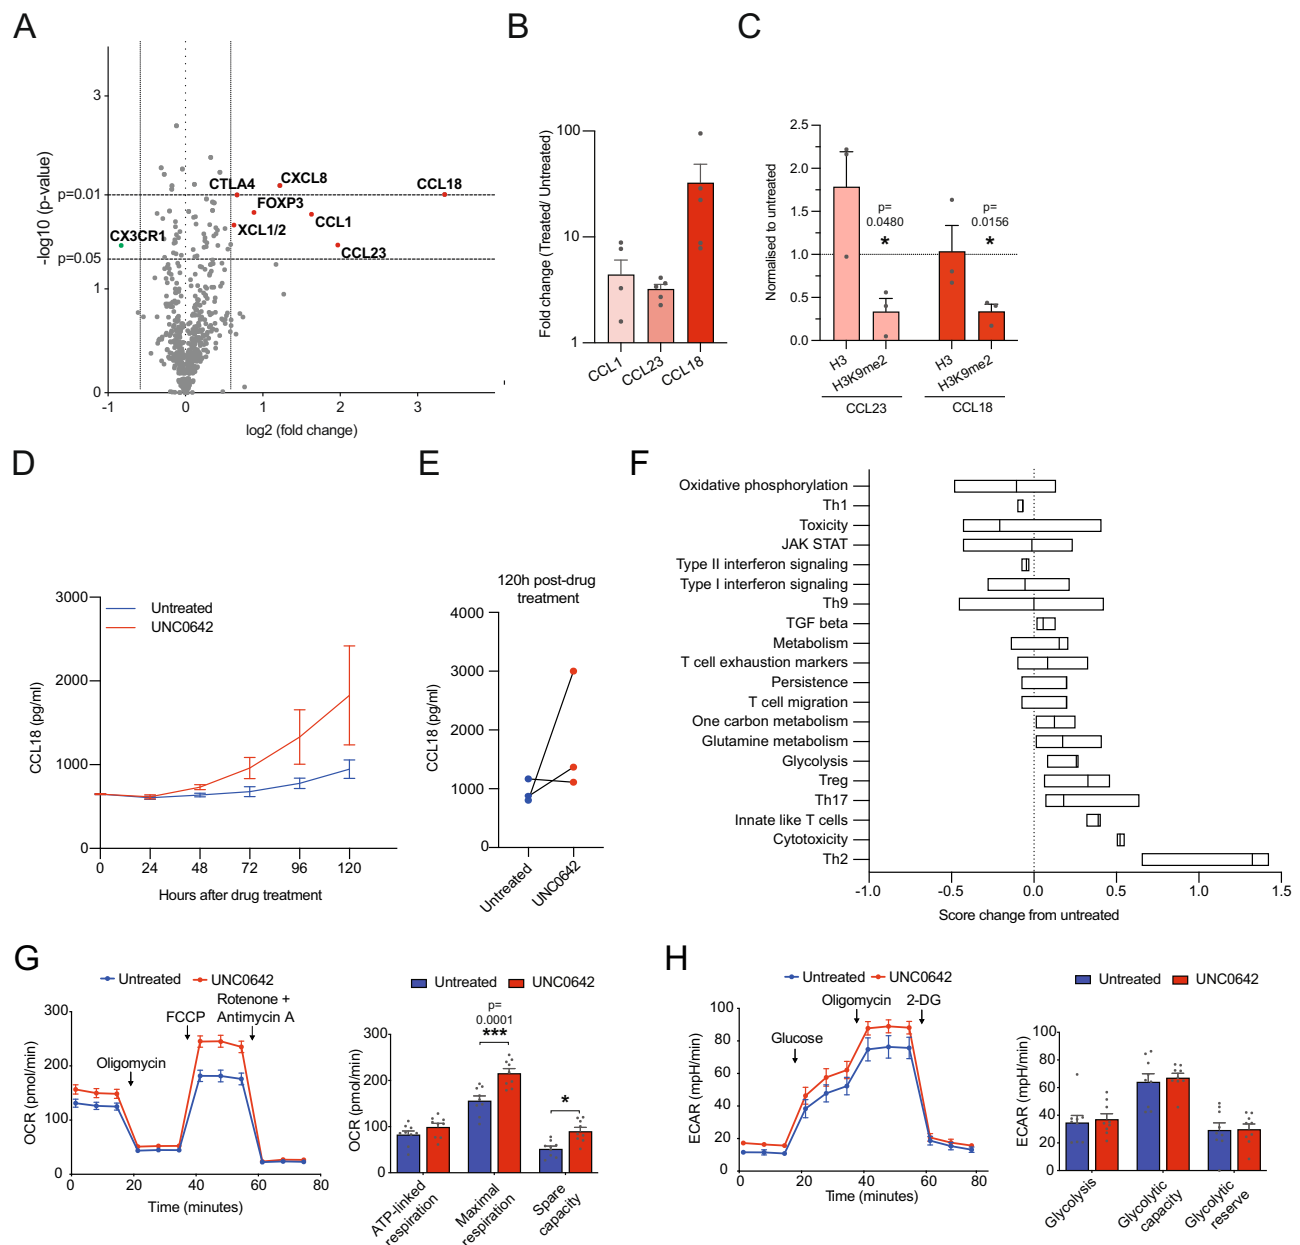 A
-log10 (p-value)
3
p=0.01
p=0.05
1
0
CTLA4
CXCL8
CCL18
FOXP3
CCL1
XCL1/2
CX3CR1
CCL23
-1
0
1
2
3
log2 (fold change)
B
Fold change (Treated/ Untreated)
100
10
1
CCL1
CCL23
CCL18
C
Normalised to untreated
2.5
2.0
1.5
1.0
0.5
0.0
p=
0.0480
*
p=
0.0156
*
H3
H3K9me2
H3
H3K9me2
CCL23
CCL18
D
CCL18 (pg/ml)
3000
2000
1000
0
Untreated
UNC0642
0
24
48
72
96
120
Hours after drug treatment
E
120h post-drug
treatment
CCL18 (pg/ml)
4000
3000
2000
1000
0
Untreated
UNC0642
F
Oxidative phosphorylation
Th1
Toxicity
JAK STAT
Type II interferon signaling
Type I interferon signaling
Th9
TGF beta
Metabolism
T cell exhaustion markers
Persistence
T cell migration
One carbon metabolism
Glutamine metabolism
Glycolysis
Treg
Th17
Innate like T cells
Cytotoxicity
Th2
-1.0
-0.5
0.0
0.5
1.0
1.5
Score change from untreated
G
Untreated
UNC0642
OCR (pmol/min)
300
200
100
0
Oligomycin
FCCP
Rotenone +
Antimycin A
0
20
40
60
80
Time (minutes)
Untreated
UNC0642
OCR (pmol/min)
300
200
100
0
p=
0.0001
***
*
ATP-linked
respiration
Maximal
respiration
Spare
capacity
H
Untreated
UNC0642
ECAR (mpH/min)
100
80
60
40
20
0
Glucose
Oligomycin
2-DG
0
20
40
60
80
Time (minutes)
Untreated
UNC0642
ECAR (mpH/min)
100
80
60
40
20
0
Glycolysis
Glycolytic
capacity
Glycolytic
reserve